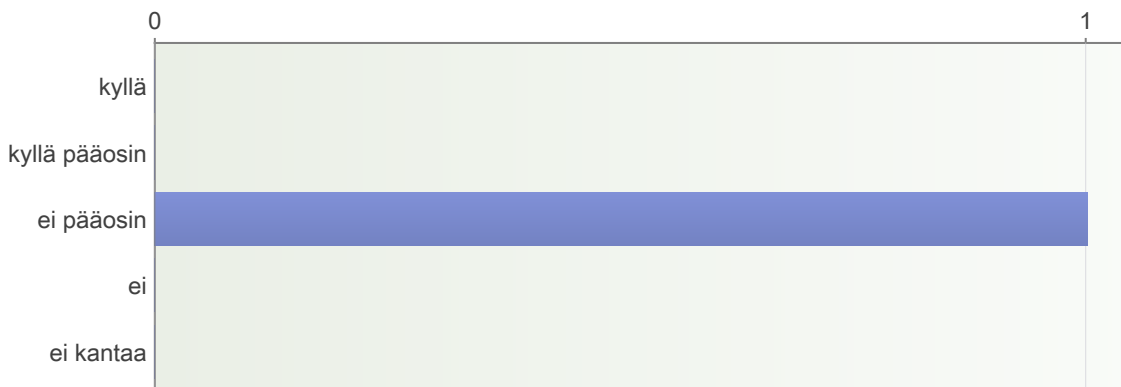 0 1
kyllä
kyllä pääosin
ei pääosin
ei
ei kantaa